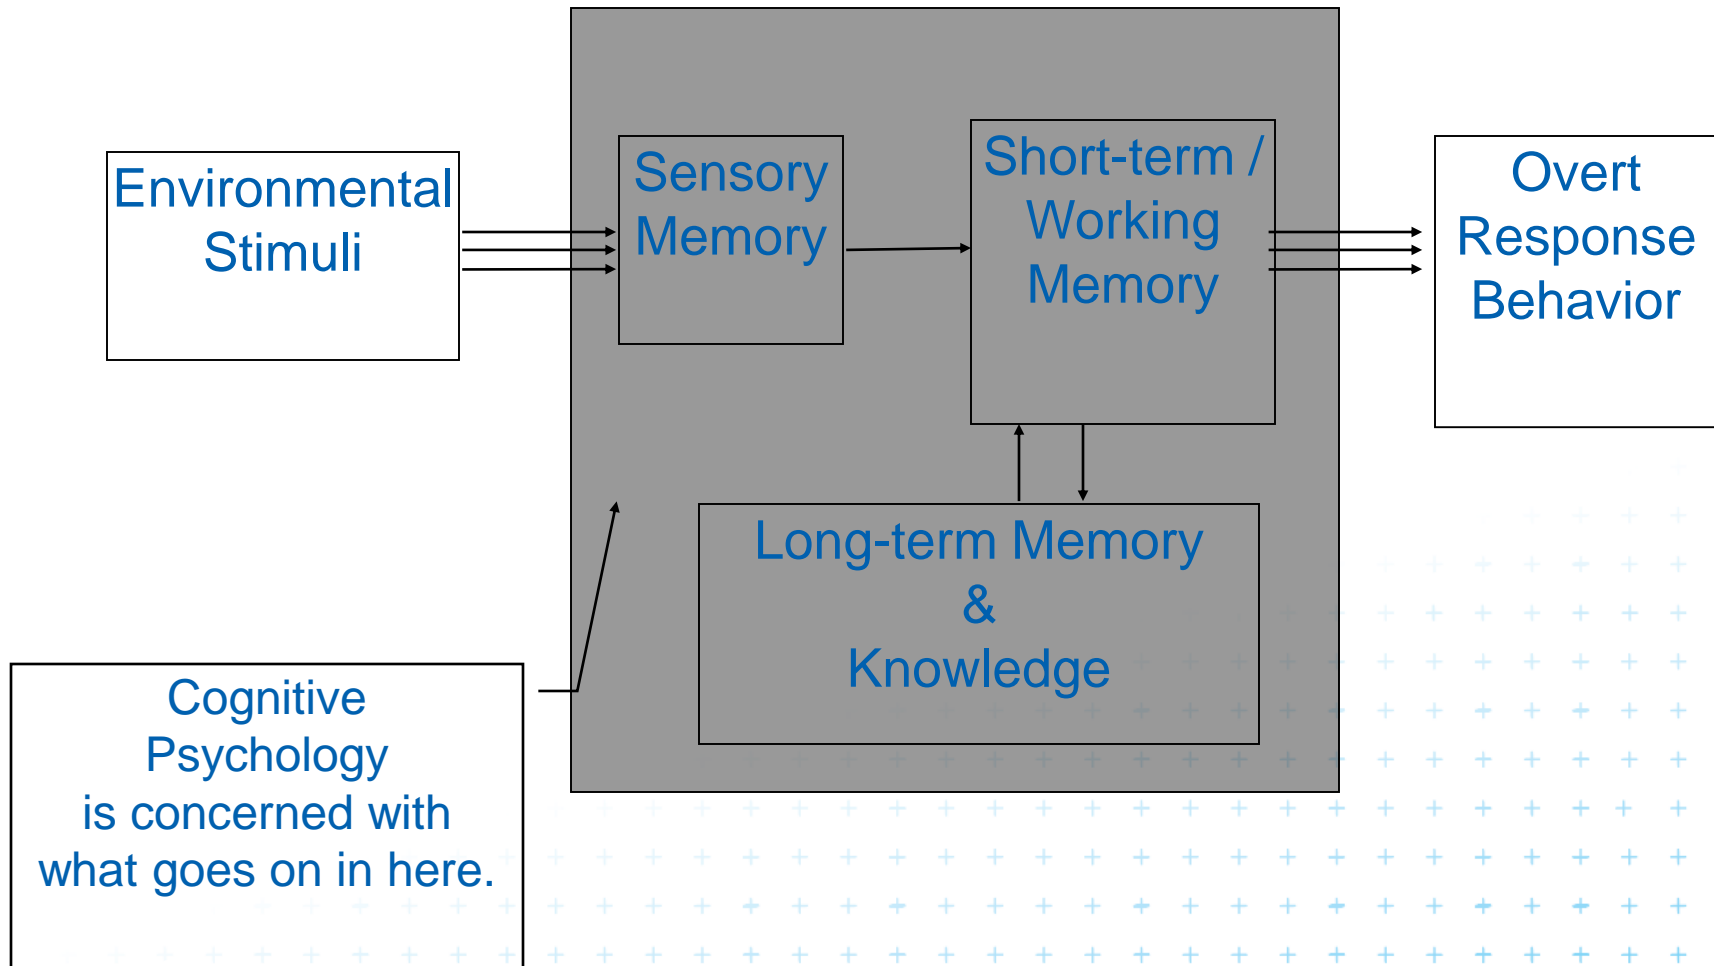 Environmental
Stimuli
Sensory
Memory
Short-term /
Working
Memory
Overt
Response
Behavior
Long-term Memory
&
Knowledge
Cognitive
Psychology
is concerned with
what goes on in here.